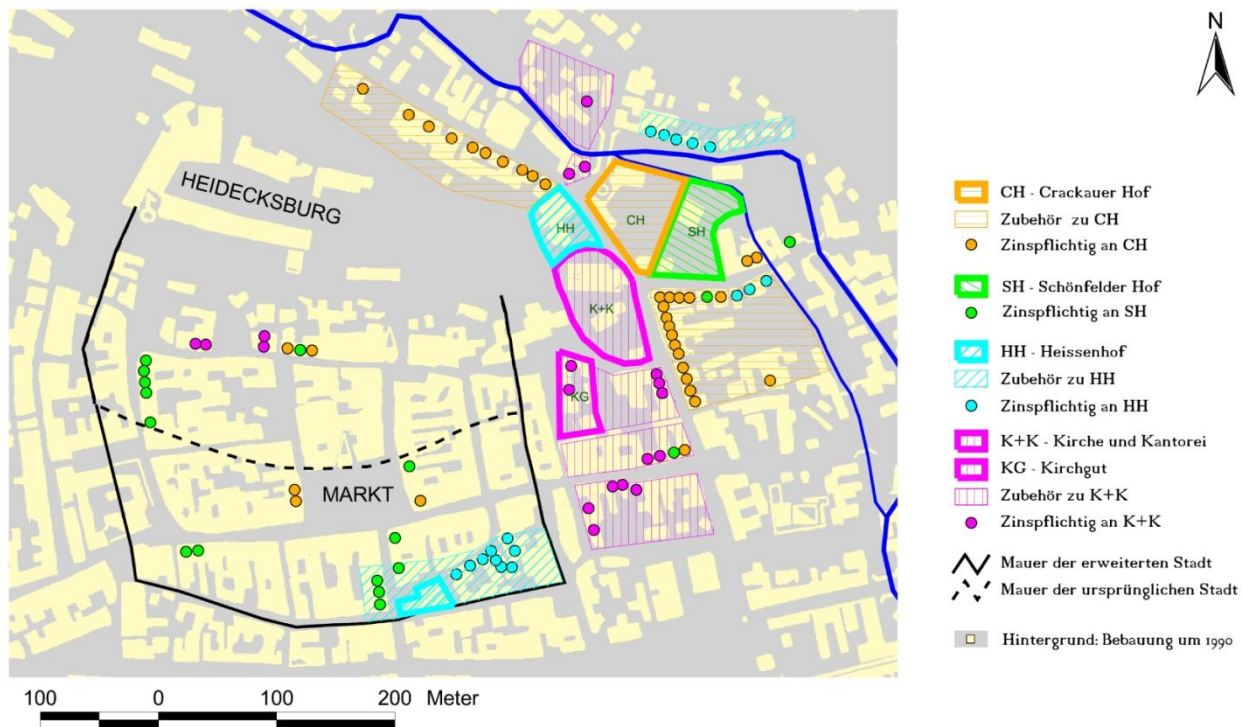 N
HEIDECKSBURG
HH
CH
SH
K+K
KG
MARKT
CH - Crackauer Hof
Zubehör zu CH
Zinspflichtig an CH
SH - Schönfelder Hof
Zinspflichtig an SH
HH - Heissenhof
Zubehör zu HH
Zinspflichtig an HH
K+K - Kirche und Kantorei
KG - Kirchgut
Zubehör zu K+K
Zinspflichtig an K+K
Mauer der erweiterten Stadt
Mauer der ursprünglichen Stadt
Hintergrund: Bebauung um 1990
100 0 100 200 Meter